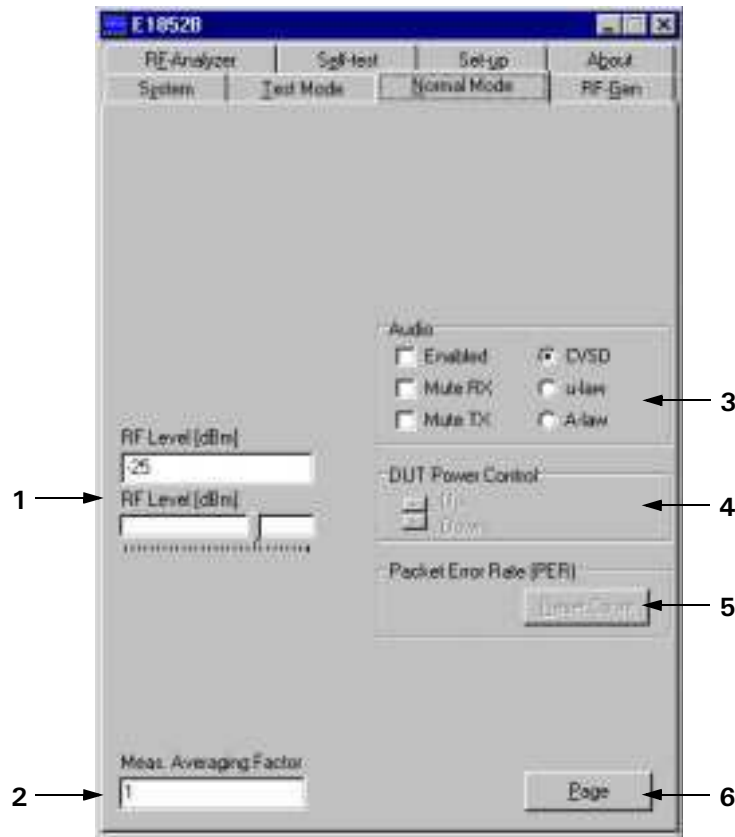 E1852B
RF-Analyzer Self-test Set-up About
System Test Mode Normal Mode RF-Gen
Audio
Enabled CVSD
Mute RX u-law
Mute TX A-law
3
RF Level [dBm]
-25
RF Level [dBm]
1
DUT Power Control
Up
Down
4
Packet Error Rate (PER)
5
Meas. Averaging Factor
1
2
Page
6